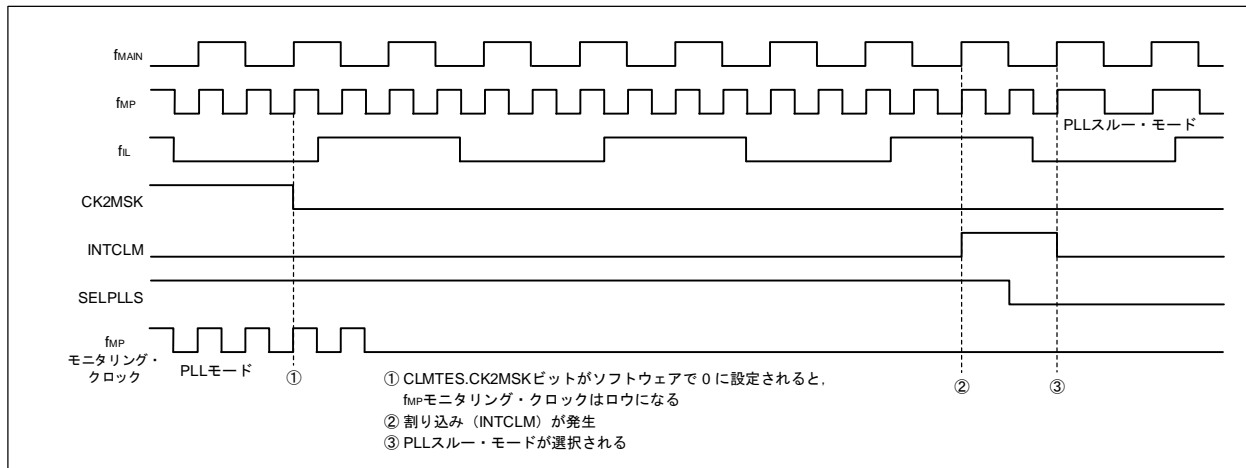 fMAIN
fMP
PLLスルー・モード
fIL
CK2MSK
INTCLM
SELPLLS
fMP
モニタリング・
クロック
PLLモード
①
②
③
① CLMTES.CK2MSKビットがソフトウェアで 0 に設定されると,
fMPモニタリング・クロックはロウになる
② 割り込み（INTCLM）が発生
③ PLLスルー・モードが選択される